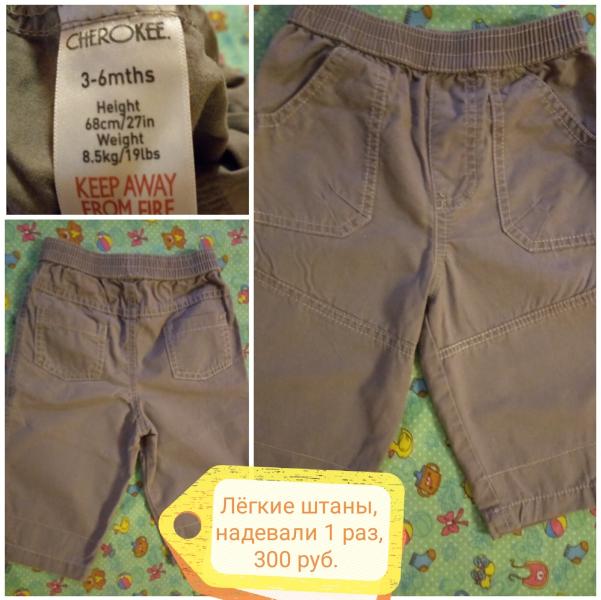 CHEROKEE.
3-6mths
Height
68cm/27in
Weight
8.5kg/19lbs
KEEP AWAY
FROM FIRE
Лёгкие штаны,
надевали 1 раз,
300 руб.